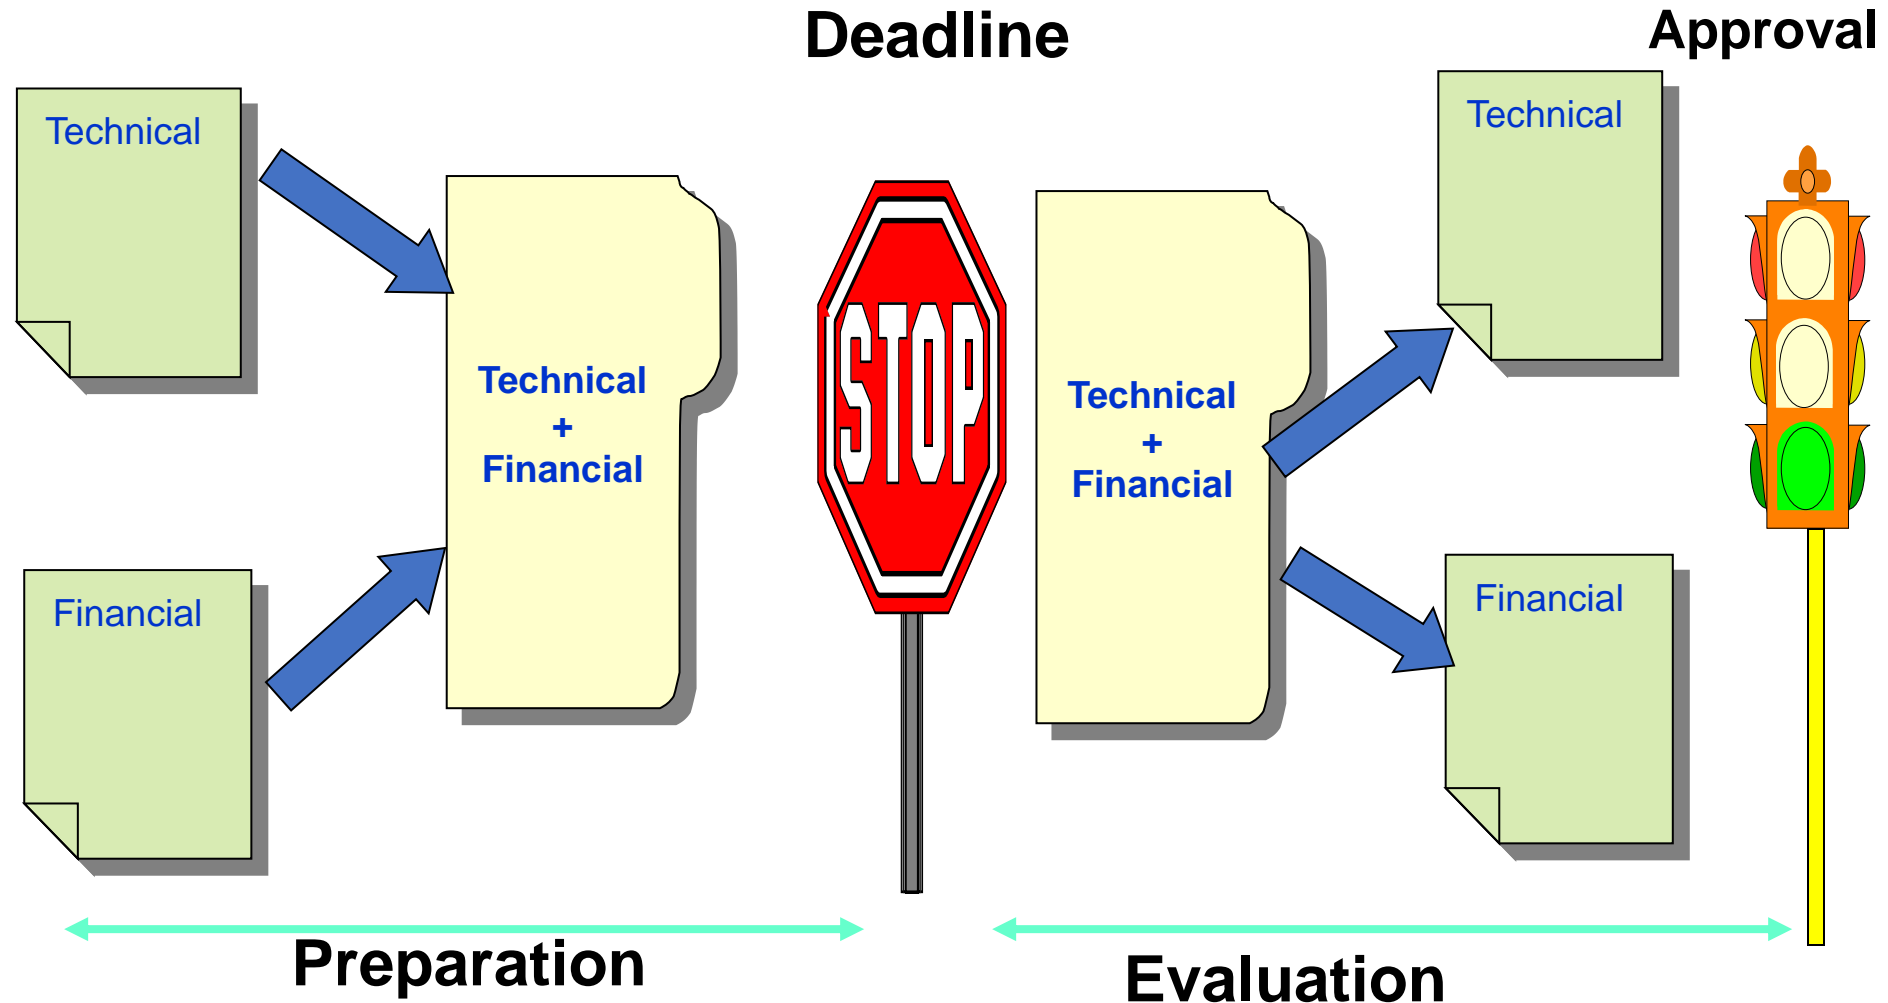 Deadline
Approval
Technical
Financial
Technical
+
Financial
STOP
Technical
+
Financial
Technical
Financial
Preparation
Evaluation